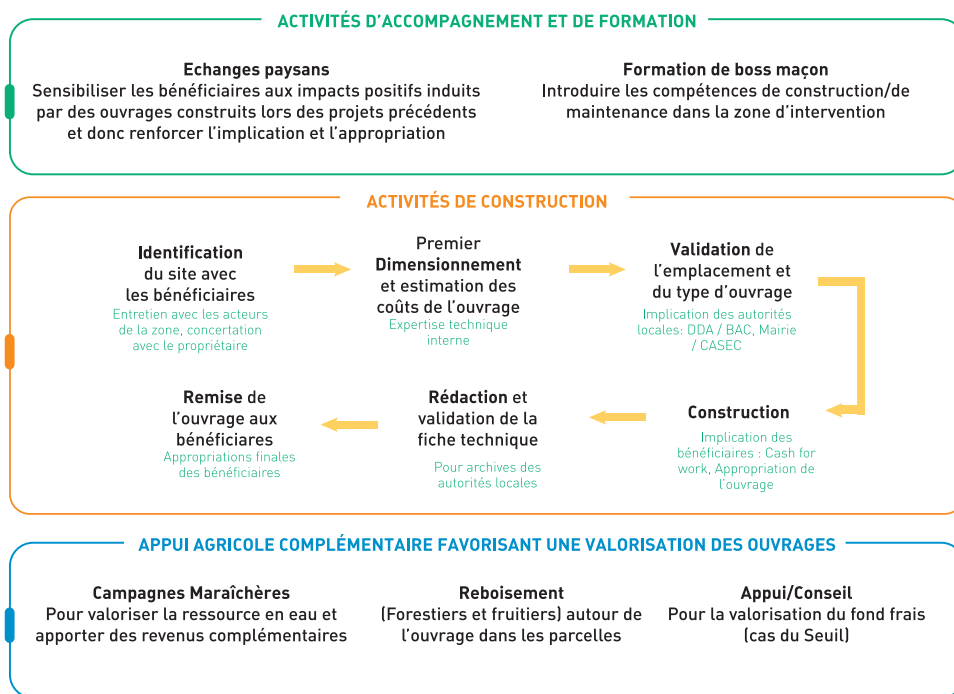 ACTIVITÉS D'ACCOMPAGNEMENT ET DE FORMATION
Echanges paysans
Sensibiliser les bénéficiaires aux impacts positifs induits
par des ouvrages construits lors des projets précédents
et donc renforcer l'implication et l'appropriation
Formation de boss maçon
Introduire les compétences de construction/de
maintenance dans la zone d'intervention
ACTIVITÉS DE CONSTRUCTION
Identification
du site avec
les bénéficiaires
Entretien avec les acteurs
de la zone, concertation
avec le propriétaire
Premier
Dimensionnement
et estimation des
coûts de l'ouvrage
Expertise technique
interne
Validation de
l'emplacement et
du type d'ouvrage
Implication des autorités
locales: DDA / BAC, Mairie
/ CASEC
Construction
Implication des
bénéficiaires : Cash for
work, Appropriation de
l'ouvrage
Rédaction et
validation de la
fiche technique
Pour archives des
autorités locales
Remise de
l'ouvrage aux
bénéficiares
Appropriations finales
des bénéficiaires
APPUI AGRICOLE COMPLÉMENTAIRE FAVORISANT UNE VALORISATION DES OUVRAGES
Campagnes Maraîchères
Pour valoriser la ressource en eau et
apporter des revenus complémentaires
Reboisement
(Forestiers et fruitiers) autour de
l'ouvrage dans les parcelles
Appui/Conseil
Pour la valorisation du fond frais
(cas du Seuil)